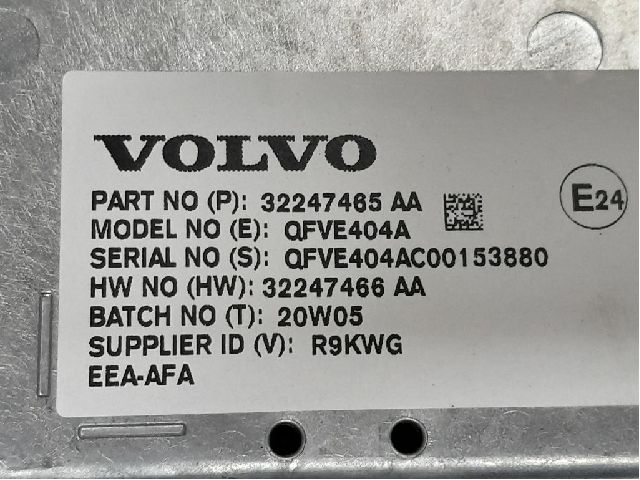 VOLVO
PART NO (P): 32247465 AA
MODEL NO (E): QFVE404A
SERIAL NO (S): QFVE404AC00153880
HW NO (HW): 32247466 AA
BATCH NO (T): 20W05
SUPPLIER ID (V): R9KWG
EEA-AFA
E24